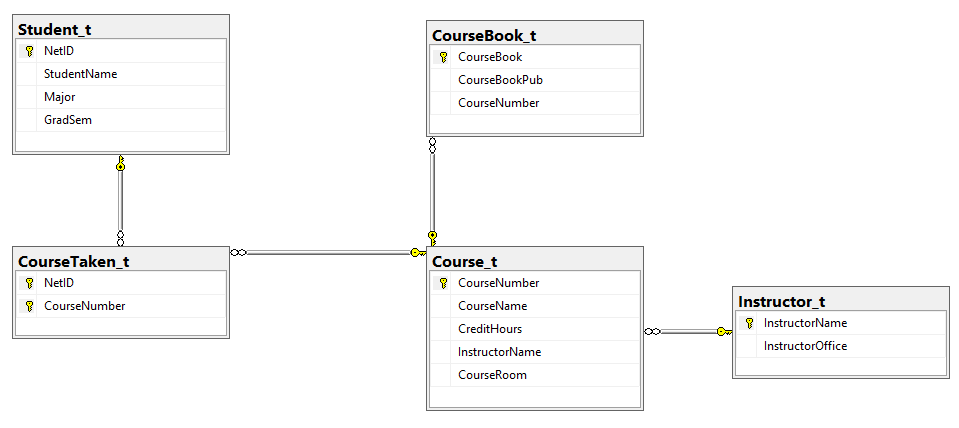 Student_t
NetID
StudentName
Major
GradSem
CourseBook_t
CourseBook
CourseBookPub
CourseNumber
CourseTaken_t
NetID
CourseNumber
Course_t
CourseNumber
CourseName
CreditHours
InstructorName
CourseRoom
Instructor_t
InstructorName
InstructorOffice